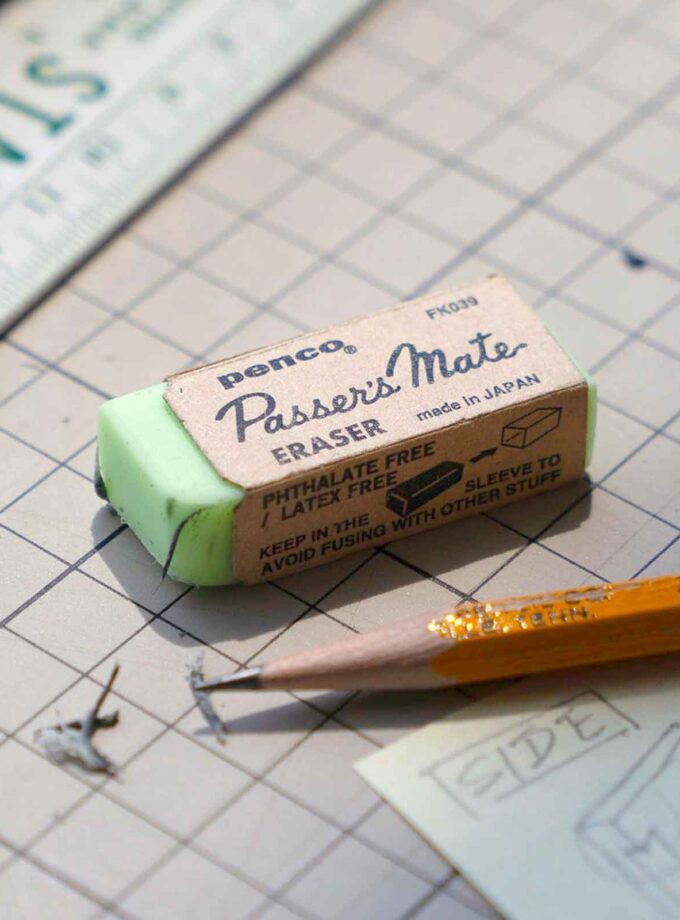 FK039
penco®
Passer's Mate
ERASER
made in JAPAN
PHTHALATE FREE
/ LATEX FREE
KEEP IN THE SLEEVE TO
AVOID FUSING WITH OTHER STUFF
SIDE